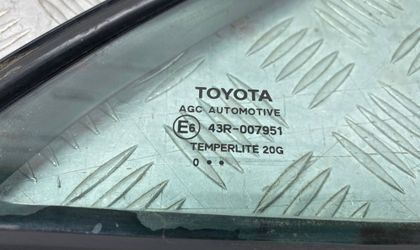 TOYOTA
AGC AUTOMOTIVE
E6 43R-007951
TEMPERLITE 20G
0 • •